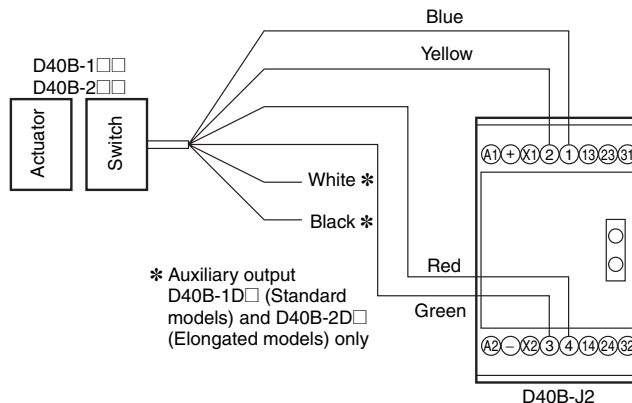 Blue
D40B-1□□
D40B-2□□
Yellow
Actuator
Switch
A1 + X1 2 1 13 23 31
White *
Black *
* Auxiliary output
D40B-1D□ (Standard
models) and D40B-2D□
(Elongated models) only
Red
Green
A2 − X2 3 4 14 24 32
D40B-J2